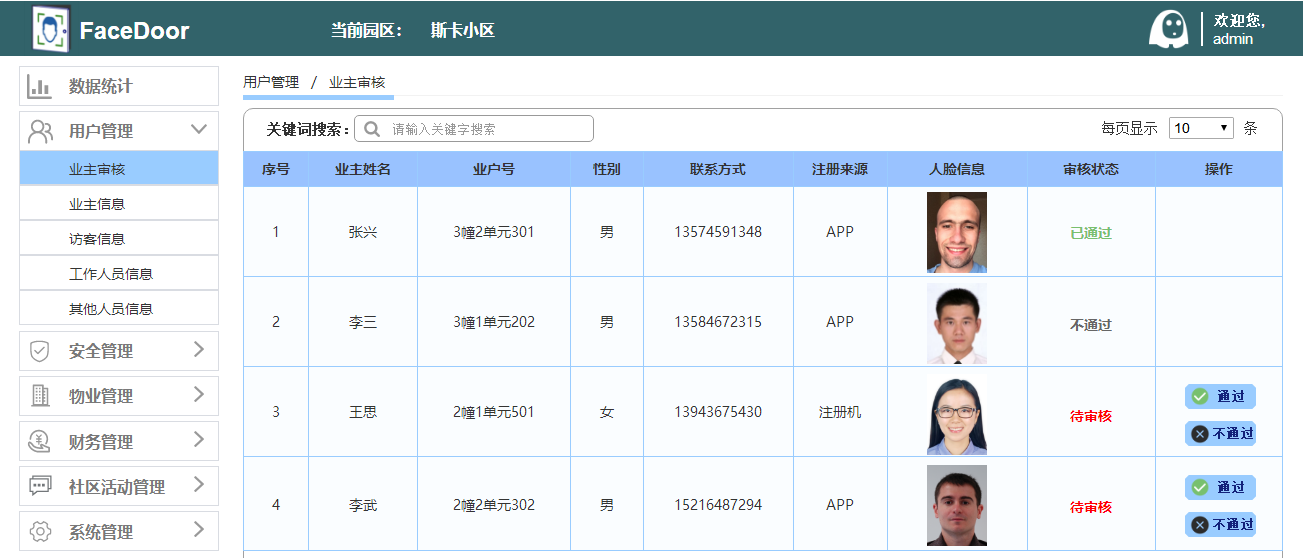 FaceDoor 当前园区： 斯卡小区 欢迎您,
admin
数据统计
用户管理
业主审核
业主信息
访客信息
工作人员信息
其他人员信息
安全管理
物业管理
财务管理
社区活动管理
系统管理
用户管理 / 业主审核
关键词搜索： 请输入关键字搜索 每页显示 10 条
序号 业主姓名 业户号 性别 联系方式 注册来源 人脸信息 审核状态 操作
1 张兴 3幢2单元301 男 13574591348 APP 已通过
2 李三 3幢1单元202 男 13584672315 APP 不通过
3 王思 2幢1单元501 女 13943675430 注册机 待审核 通过
不通过
4 李武 2幢2单元302 男 15216487294 APP 待审核 通过
不通过